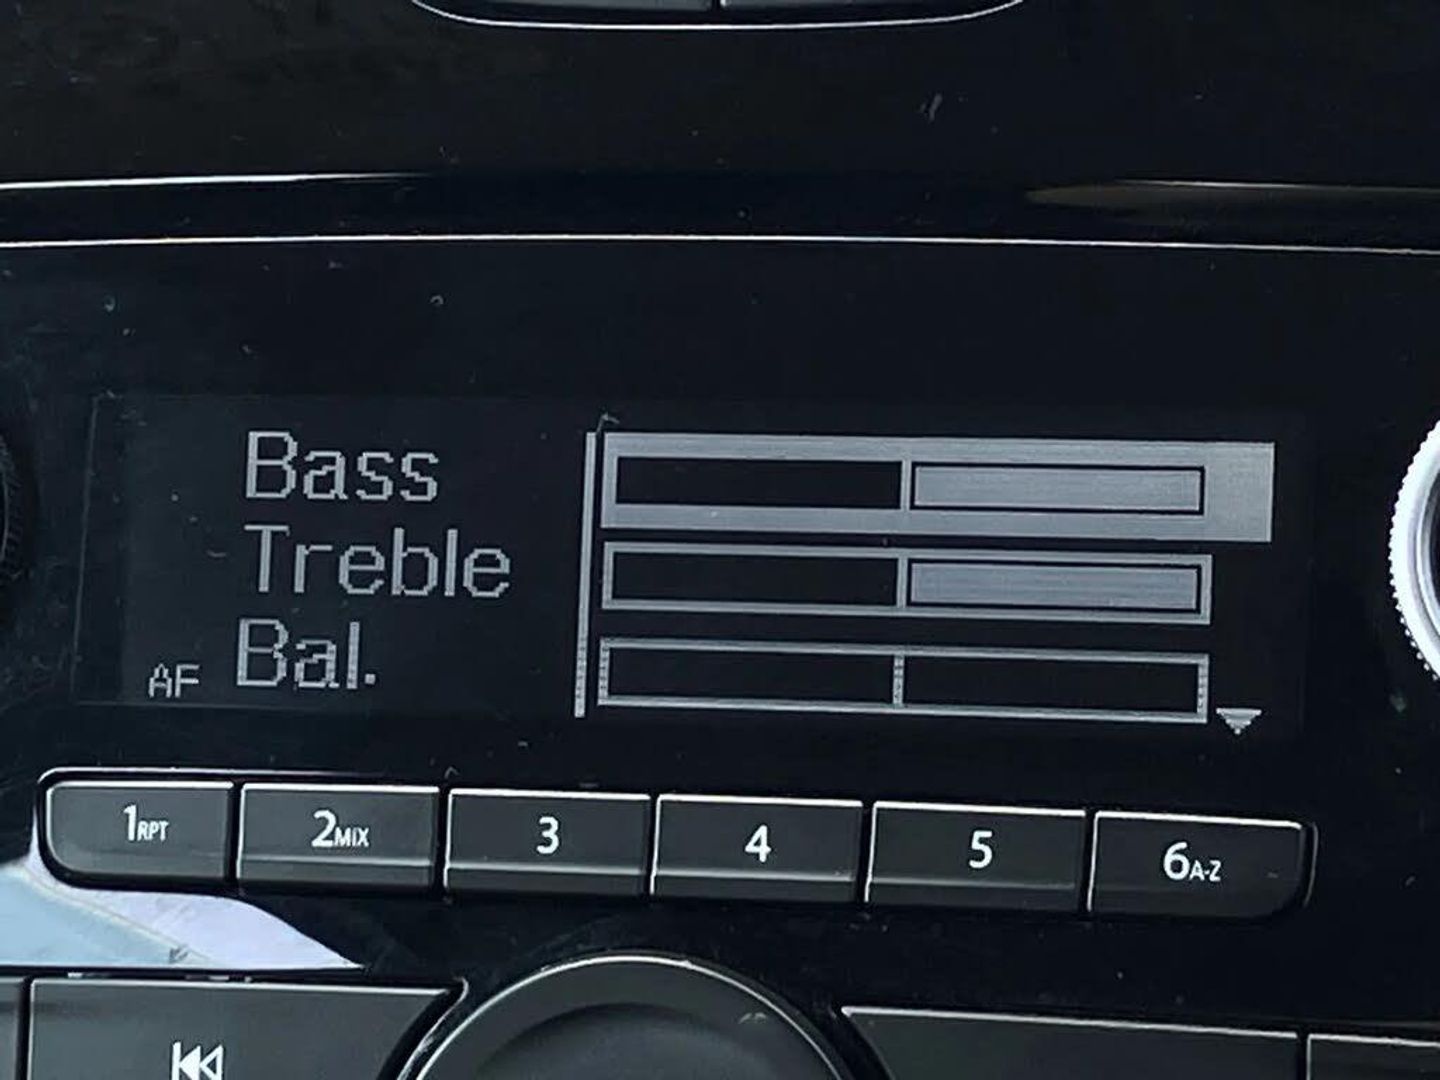 Bass
Treble
AF Bal.
1RPT 2MIX 3 4 5 6A-Z